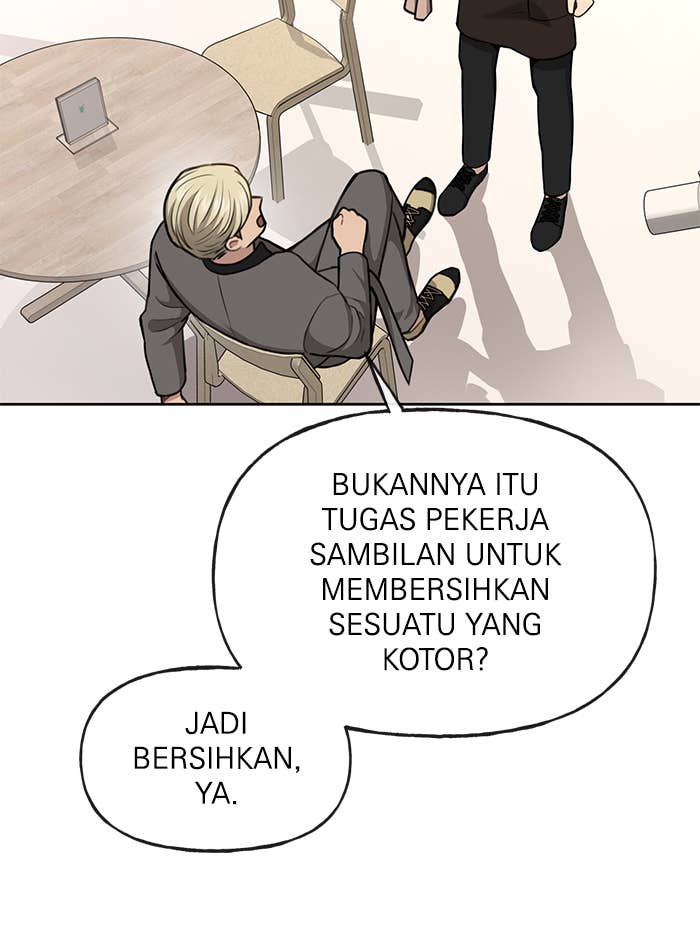 BUKANNYA ITU
TUGAS PEKERJA
SAMBILAN UNTUK
MEMBERSIHKAN
SESUATU YANG
KOTOR?
JADI
BERSIHKAN,
YA.